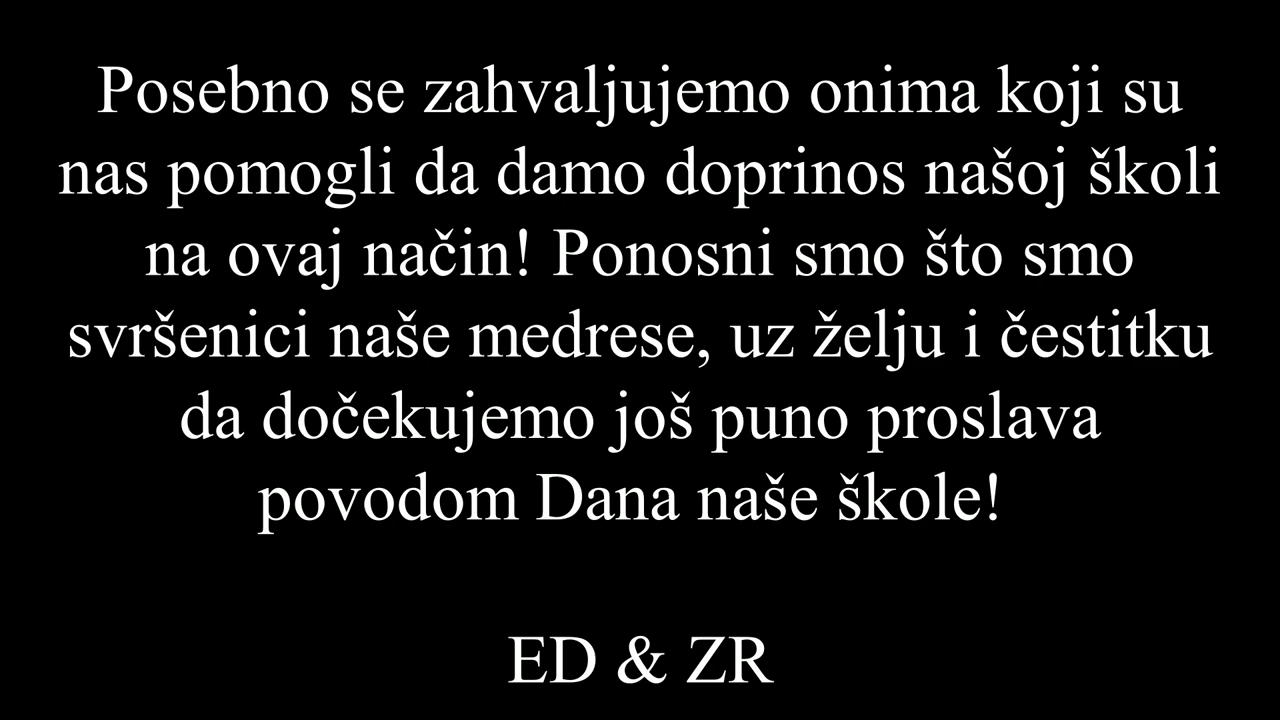 Posebno se zahvaljujemo onima koji su
nas pomogli da damo doprinos našoj školi
na ovaj način! Ponosni smo što smo
svršenici naše medrese, uz želju i čestitku
da dočekujemo još puno proslava
povodom Dana naše škole!
ED & ZR